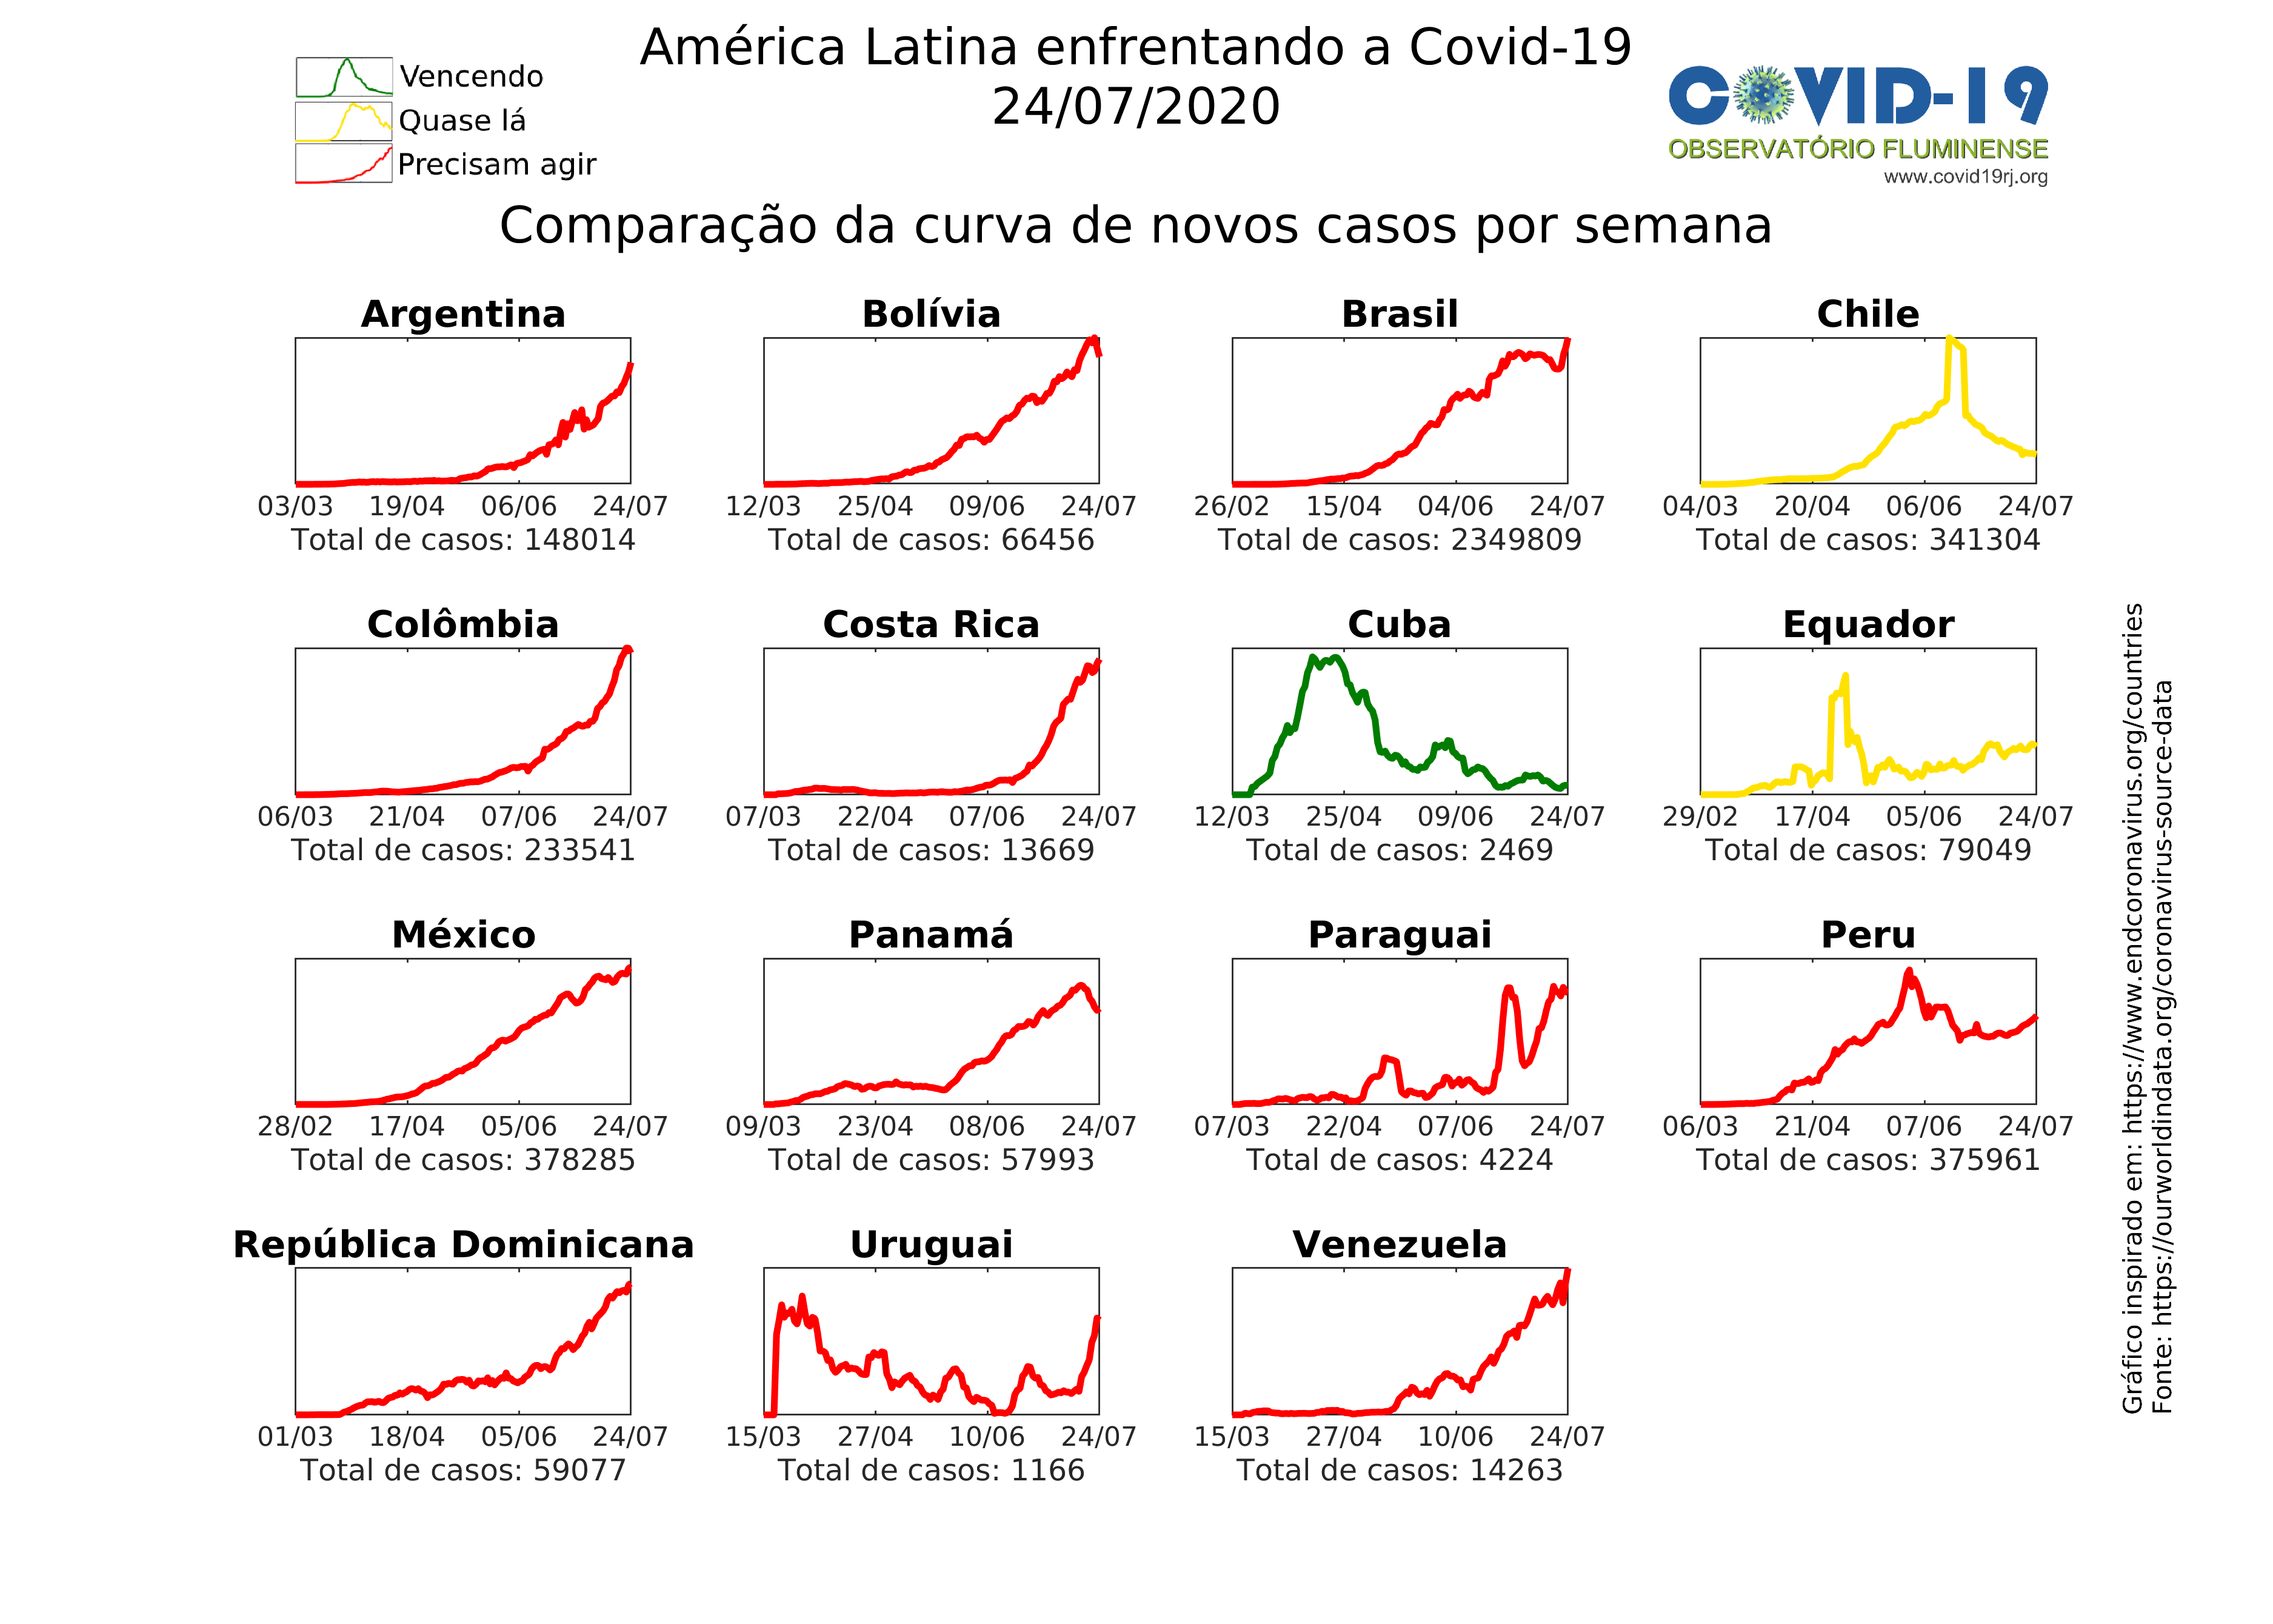 América Latina enfrentando a Covid-19
24/07/2020
Vencendo
Quase lá
Precisam agir
COVID-19
OBSERVATÓRIO FLUMINENSE
www.covid19rj.org
Comparação da curva de novos casos por semana
Argentina
03/03 19/04 06/06 24/07
Total de casos: 148014
Bolívia
12/03 25/04 09/06 24/07
Total de casos: 66456
Brasil
26/02 15/04 04/06 24/07
Total de casos: 2349809
Chile
04/03 20/04 06/06 24/07
Total de casos: 341304
Colômbia
06/03 21/04 07/06 24/07
Total de casos: 233541
Costa Rica
07/03 22/04 07/06 24/07
Total de casos: 13669
Cuba
12/03 25/04 09/06 24/07
Total de casos: 2469
Equador
29/02 17/04 05/06 24/07
Total de casos: 79049
México
28/02 17/04 05/06 24/07
Total de casos: 378285
Panamá
09/03 23/04 08/06 24/07
Total de casos: 57993
Paraguai
07/03 22/04 07/06 24/07
Total de casos: 4224
Peru
06/03 21/04 07/06 24/07
Total de casos: 375961
República Dominicana
01/03 18/04 05/06 24/07
Total de casos: 59077
Uruguai
15/03 27/04 10/06 24/07
Total de casos: 1166
Venezuela
15/03 27/04 10/06 24/07
Total de casos: 14263
Gráfico inspirado em: https://www.endcoronavirus.org/countries
Fonte: https://ourworldindata.org/coronavirus-source-data